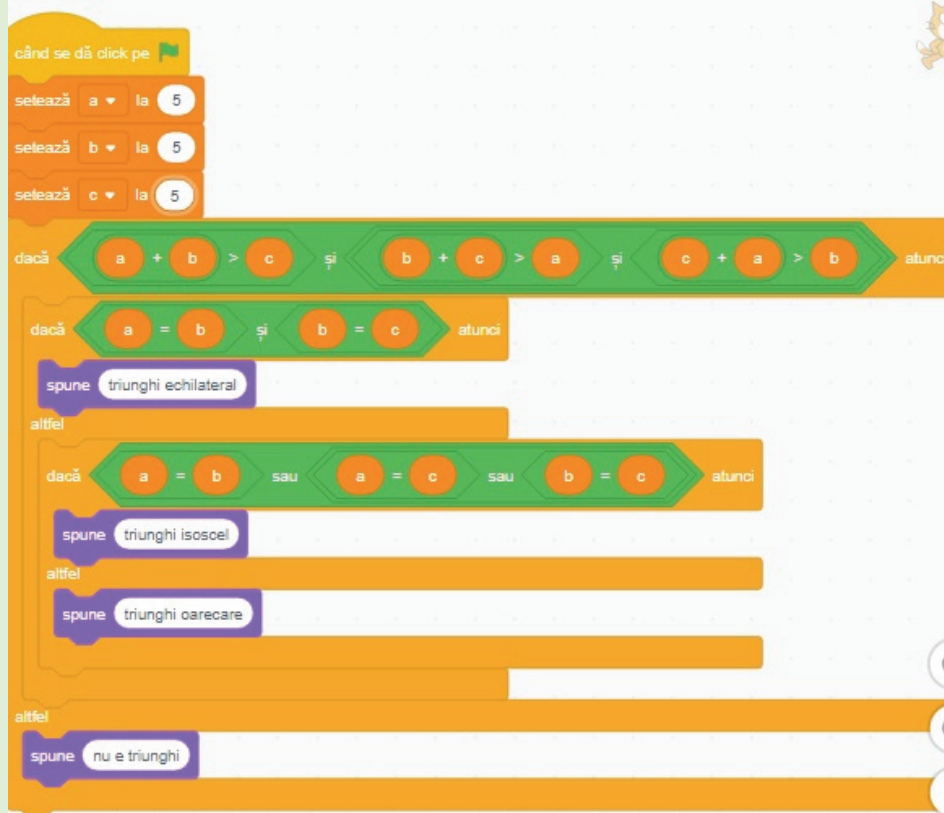 când se dă click pe
setează a la 5
setează b la 5
setează c la 5
dacă a + b > c și b + c > a și c + a > b atunc
dacă a = b și b = c atunci
spune triunghi echilateral
altfel
dacă a = b sau a = c sau b = c atunci
spune triunghi isoscel
altfel
spune triunghi oarecare
altfel
spune nu e triunghi